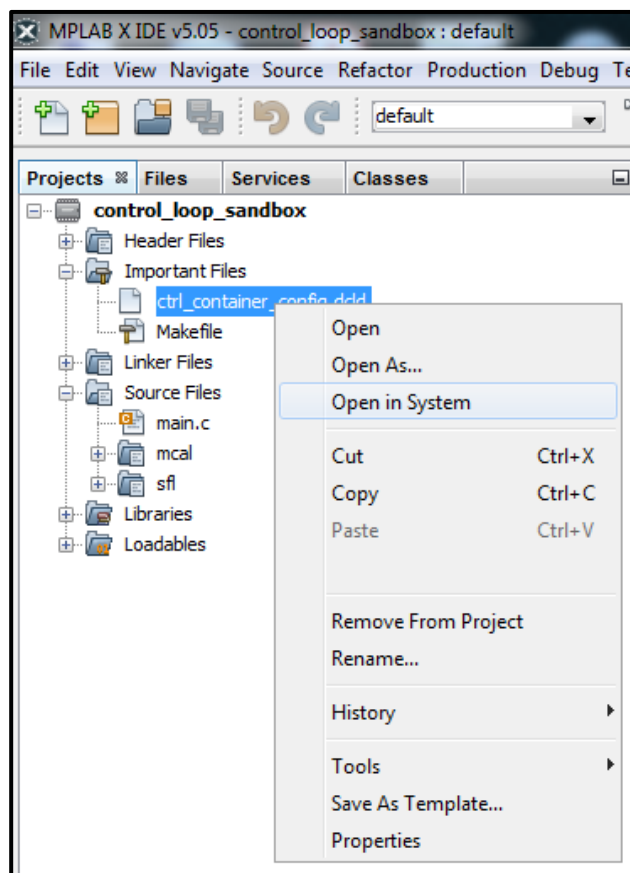 MPLAB X IDE v5.05 - control_loop_sandbox : default
File Edit View Navigate Source Refactor Production Debug
default
Projects Files Services Classes
control_loop_sandbox
Header Files
Important Files
ctrl_container_config.dcld
Makefile
Linker Files
Source Files
main.c
mcal
sfl
Libraries
Loadables
Open
Open As...
Open in System
Cut Ctrl+X
Copy Ctrl+C
Paste Ctrl+V
Remove From Project
Rename...
History
Tools
Save As Template...
Properties